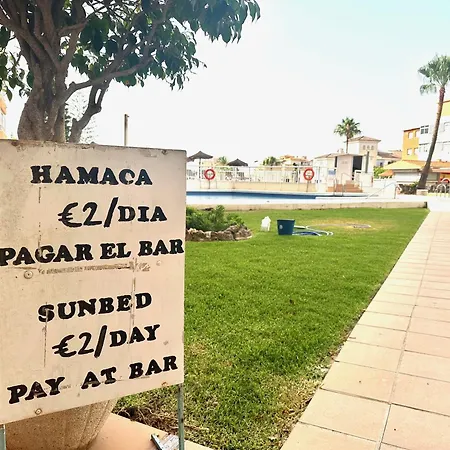 HAMACA
€2/DIA
PAGAR EL BAR
SUNBED
€2/DAY
PAY AT BAR